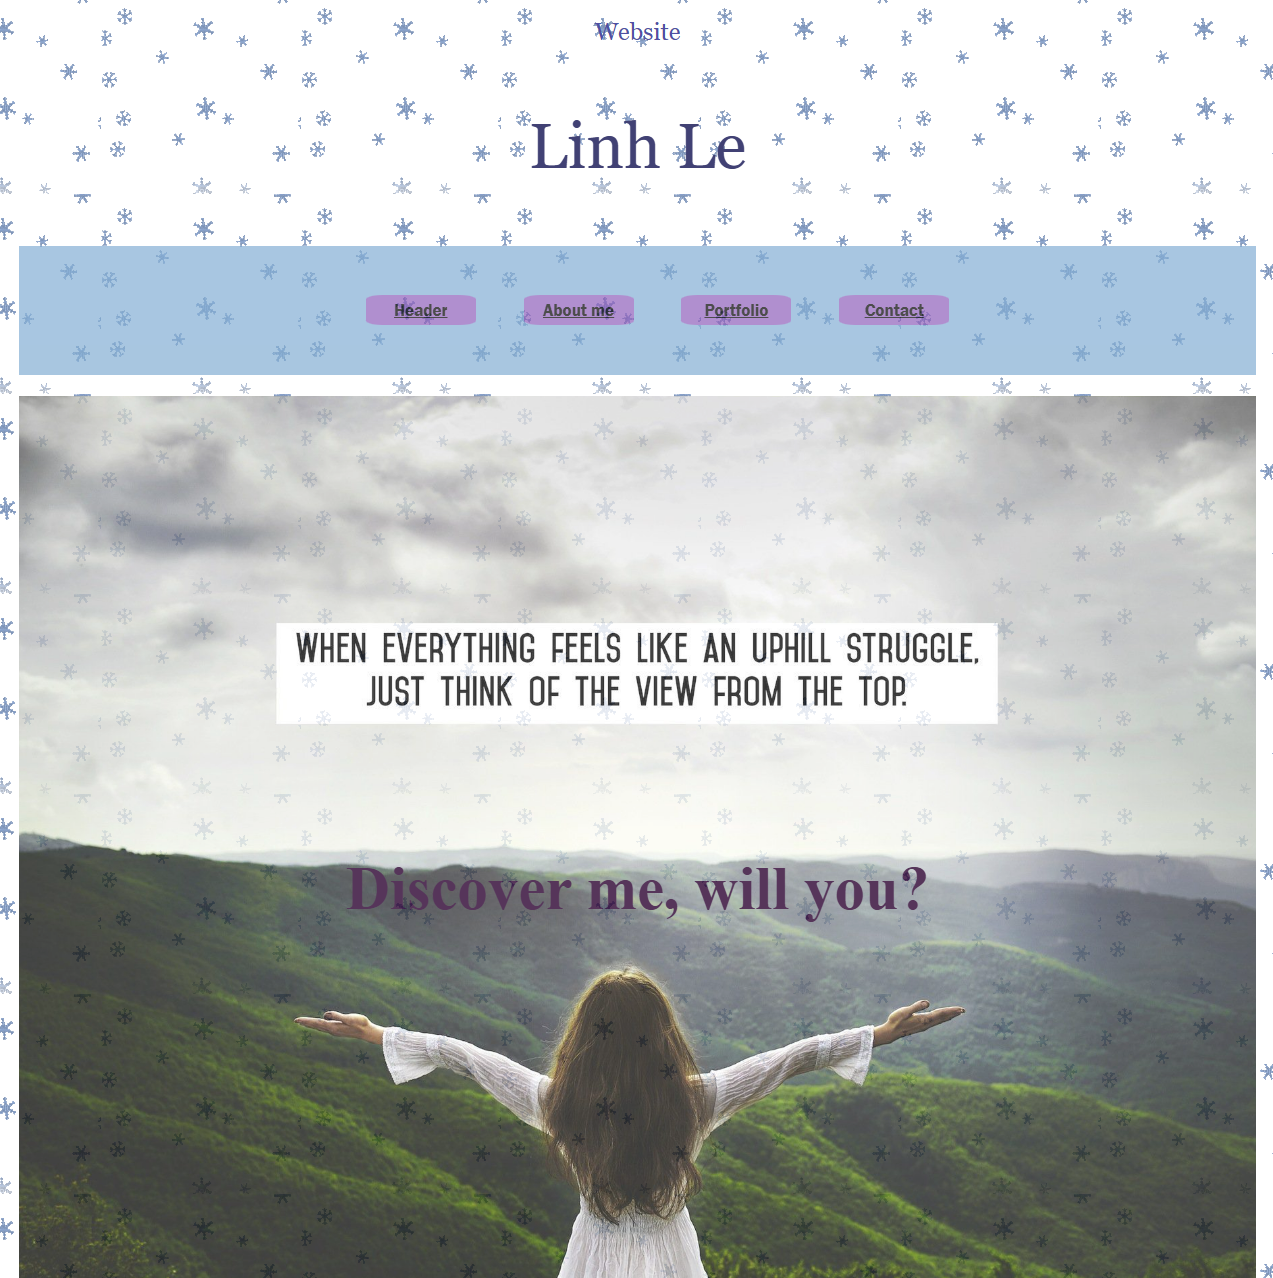 Website
Linh Le
Header About me Portfolio Contact
WHEN EVERYTHING FEELS LIKE AN UPHILL STRUGGLE,
JUST THINK OF THE VIEW FROM THE TOP.
Discover me, will you?